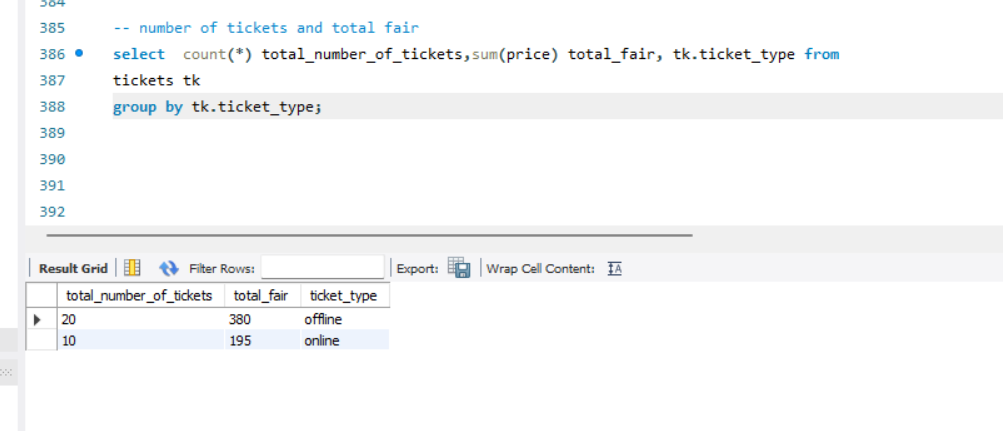 384
385 -- number of tickets and total fair
386 select count(*) total_number_of_tickets,sum(price) total_fair, tk.ticket_type from
387 tickets tk
388 group by tk.ticket_type;
389
390
391
392
Result Grid Filter Rows: Export: Wrap Cell Content: IA
total_number_of_tickets total_fair ticket_type
20 380 offline
10 195 online